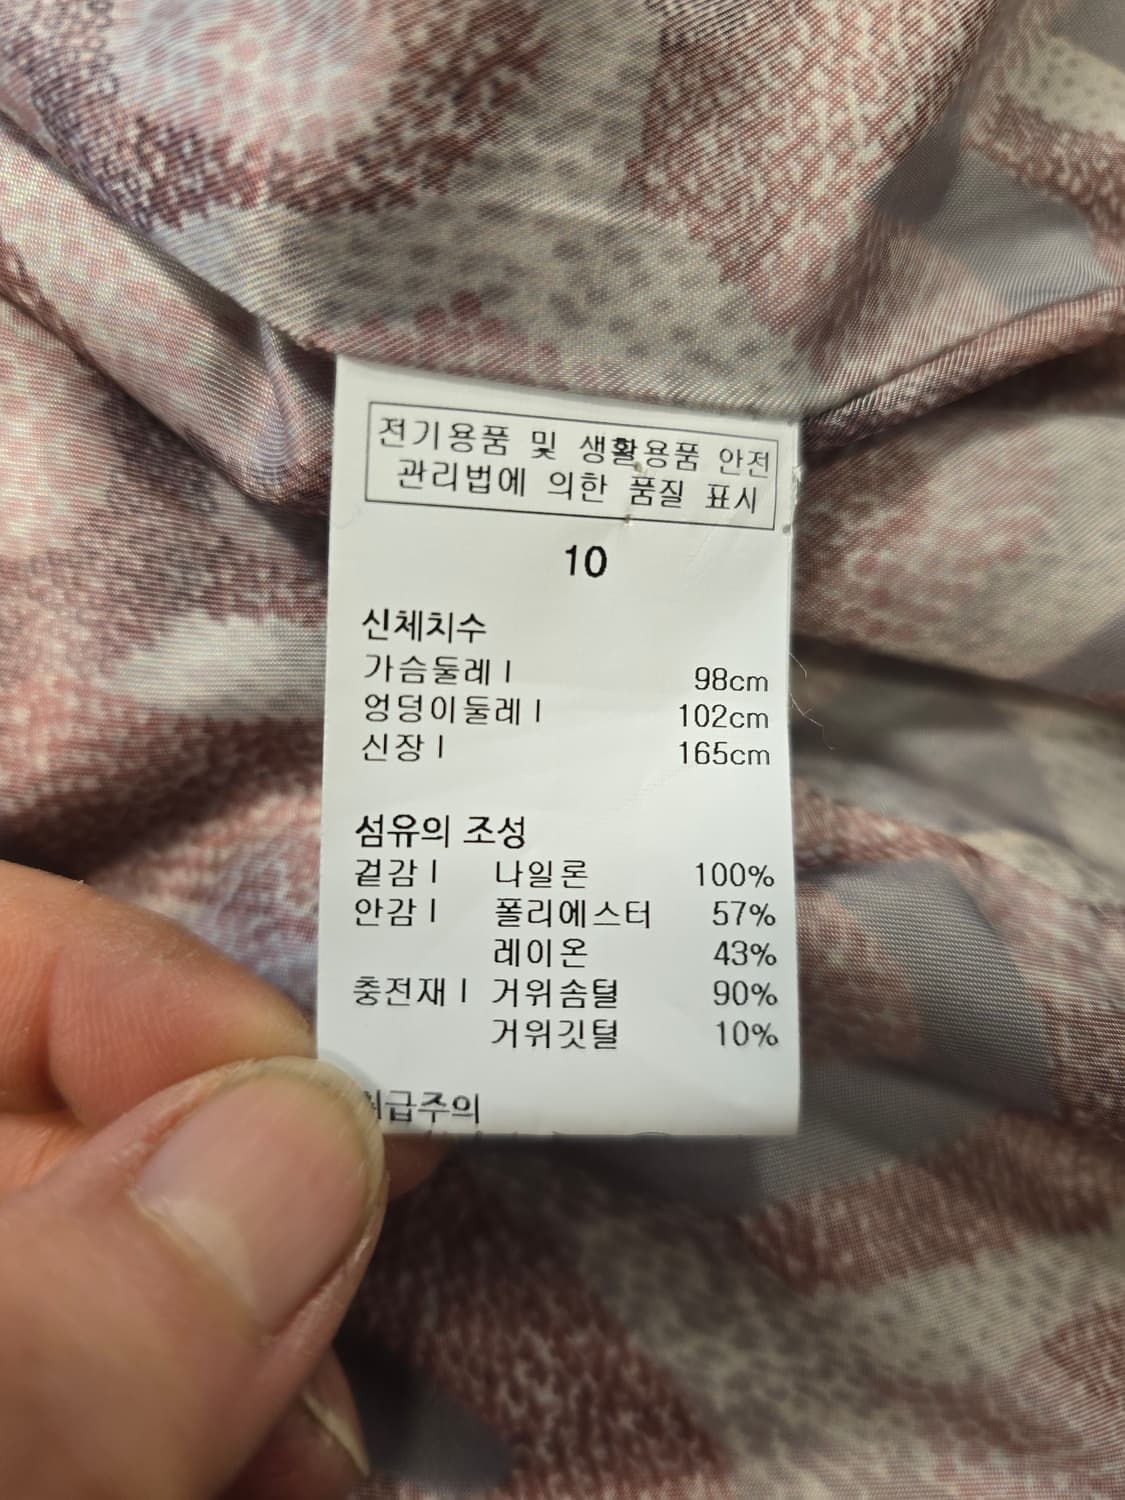 전기용품 및 생활용품 안전
관리법에 의한 품질 표시
10
신체치수
가슴둘레 l 98cm
엉덩이둘레 l 102cm
신장 l 165cm
섬유의 조성
겉감 l 나일론 100%
안감 l 폴리에스터 57%
레이온 43%
충전재 l 거위솜털 90%
거위깃털 10%
취급주의